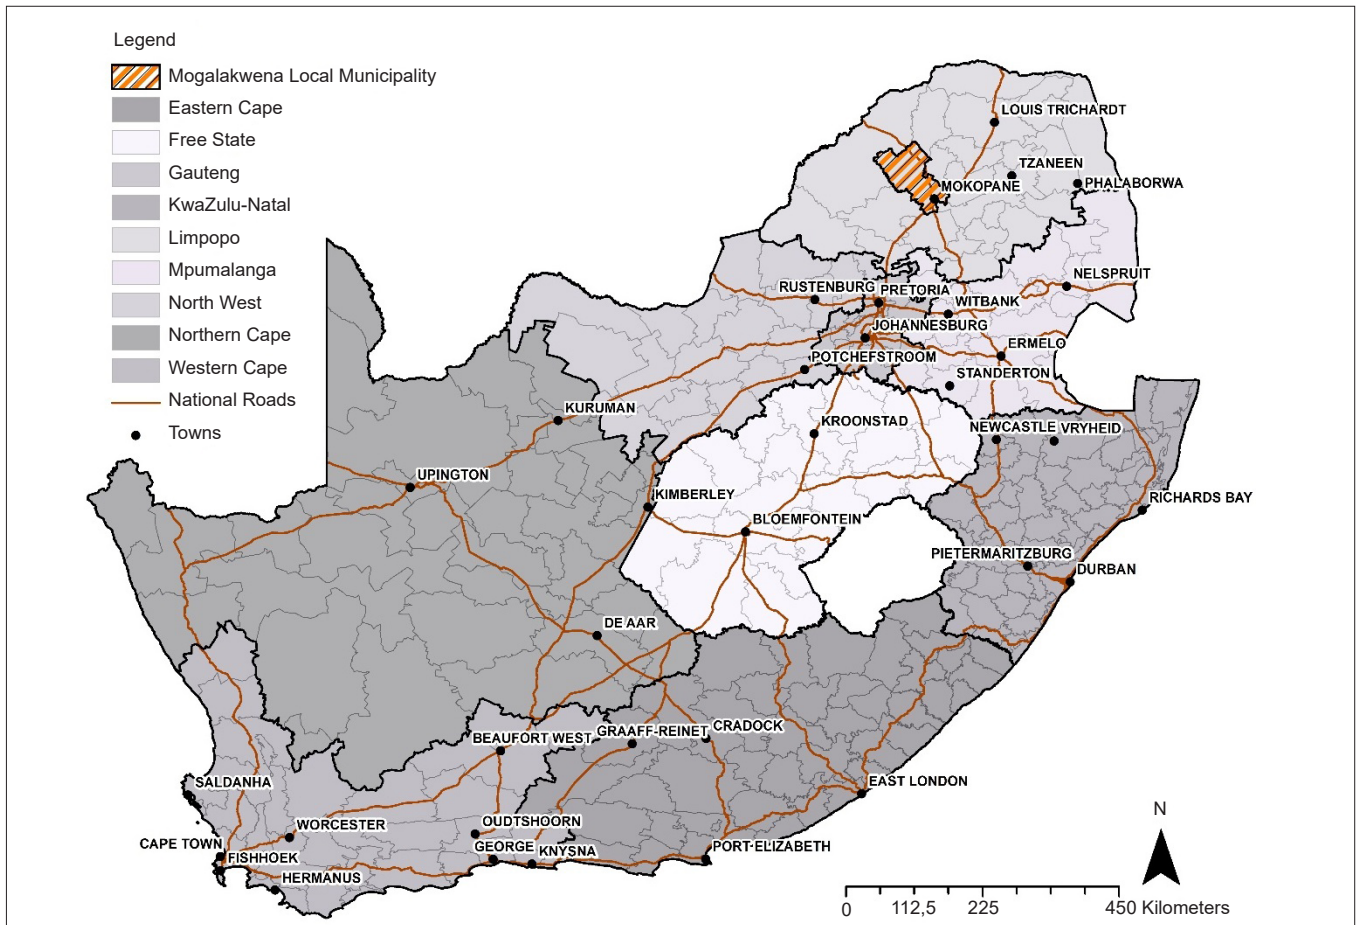 Legend
Mogalakwena Local Municipality
Eastern Cape
Free State
Gauteng
KwaZulu-Natal
Limpopo
Mpumalanga
North West
Northern Cape
Western Cape
National Roads
Towns
LOUIS TRICHARDT
TZANEEN
MOKOPANE
PHALABORWA
NELSPRUIT
RUSTENBURG
PRETORIA
WITBANK
JOHANNESBURG
ERMELO
POTCHEFSTROOM
STANDERTON
KURUMAN
KROONSTAD
NEWCASTLE
VRYHEID
UPINGTON
KIMBERLEY
RICHARDS BAY
BLOEMFONTEIN
PIETERMARITZBURG
DURBAN
DE AAR
BEAUFORT WEST
GRAAFF-REINET
CRADOCK
SALDANHA
EAST LONDON
WORCESTER
OUDTSHOORN
CAPE TOWN
FISHHOEK
GEORGE
KNYSNA
PORT ELIZABETH
HERMANUS
N
0
112,5
225
450 Kilometers